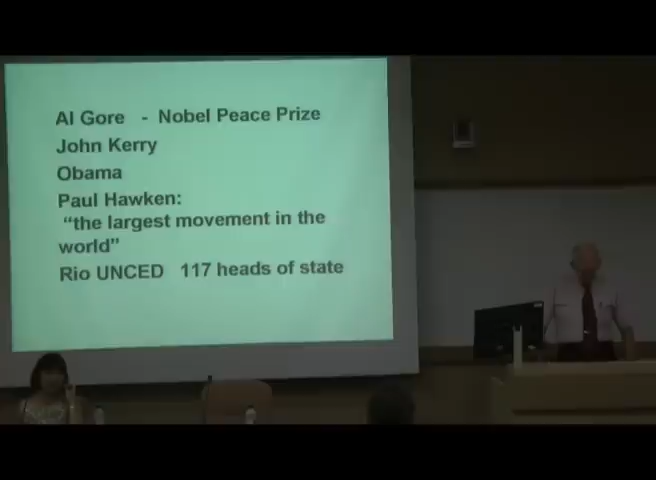 Al Gore - Nobel Peace Prize
John Kerry
Obama
Paul Hawken:
"the largest movement in the
world"
Rio UNCED 117 heads of state